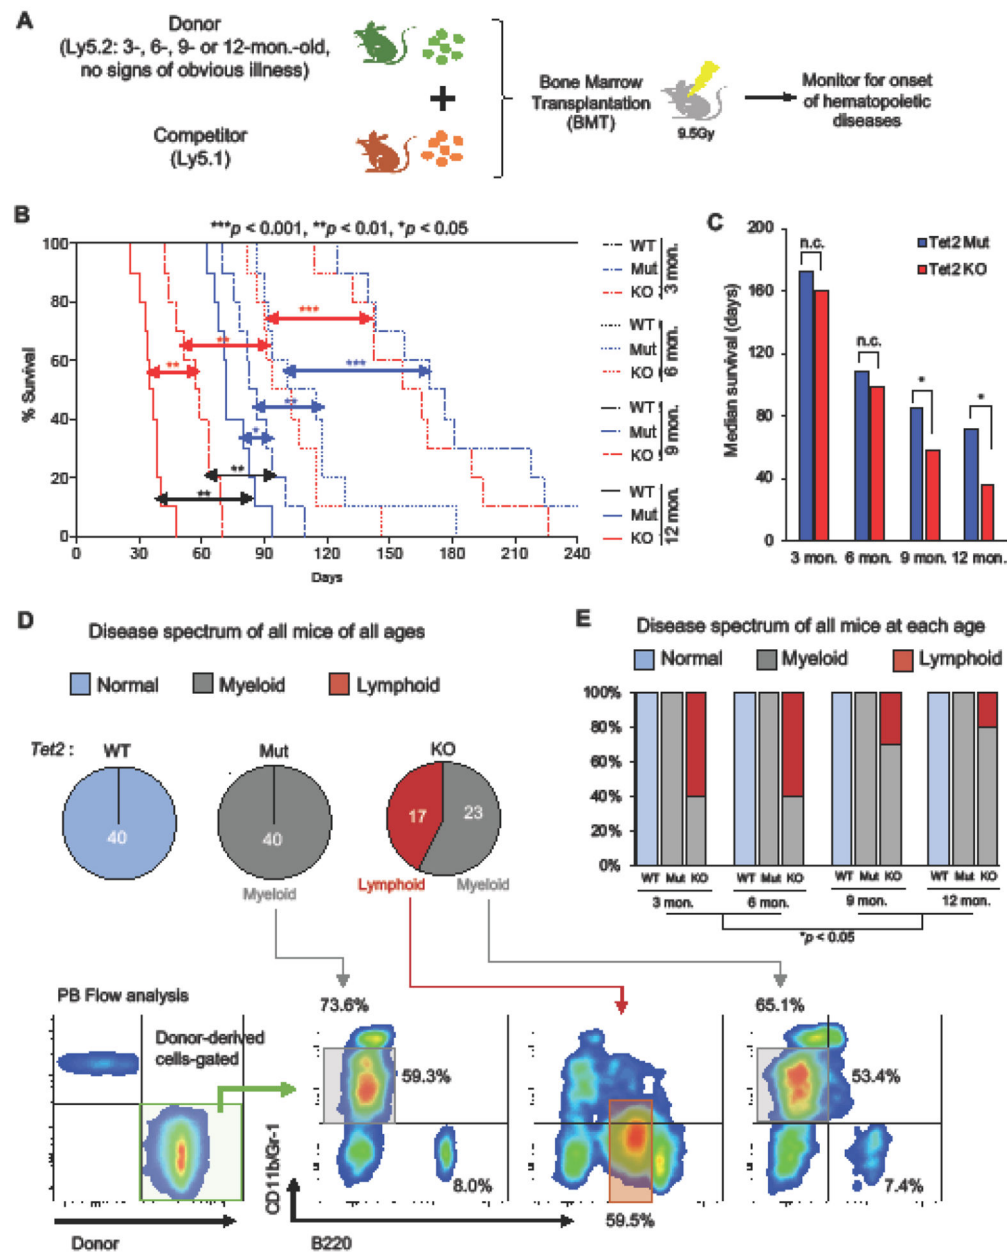 A
Donor
(Ly5.2: 3-, 6-, 9- or 12-mon.-old,
no signs of obvious illness)
+
Competitor
(Ly5.1)
Bone Marrow
Transplantation
(BMT)
9.5Gy
Monitor for onset
of hematopoietic
diseases
B
***p < 0.001, **p < 0.01, *p < 0.05
% Survival
100
80
60
40
20
0
0 30 60 90 120 150 180 210 240
Days
***
**
**
***
**
*
**
**
WT
Mut
KO
3 mon.
WT
Mut
KO
6 mon.
WT
Mut
KO
9 mon.
WT
Mut
KO
12 mon.
C
Median survival (days)
200
160
120
80
40
0
Tet2 Mut
Tet2 KO
n.c.
n.c.
*
*
3 mon. 6 mon. 9 mon. 12 mon.
D
Disease spectrum of all mice of all ages
Normal Myeloid Lymphoid
Tet2 : WT Mut KO
40
40
17 23
Myeloid
Lymphoid Myeloid
E
Disease spectrum of all mice at each age
Normal Myeloid Lymphoid
100%
80%
60%
40%
20%
0%
WT Mut KO WT Mut KO WT Mut KO WT Mut KO
3 mon. 6 mon. 9 mon. 12 mon.
*p < 0.05
PB Flow analysis
Donor-derived
cells-gated
Donor
CD11b/Gr-1
B220
73.6%
59.3%
8.0%
59.5%
65.1%
53.4%
7.4%